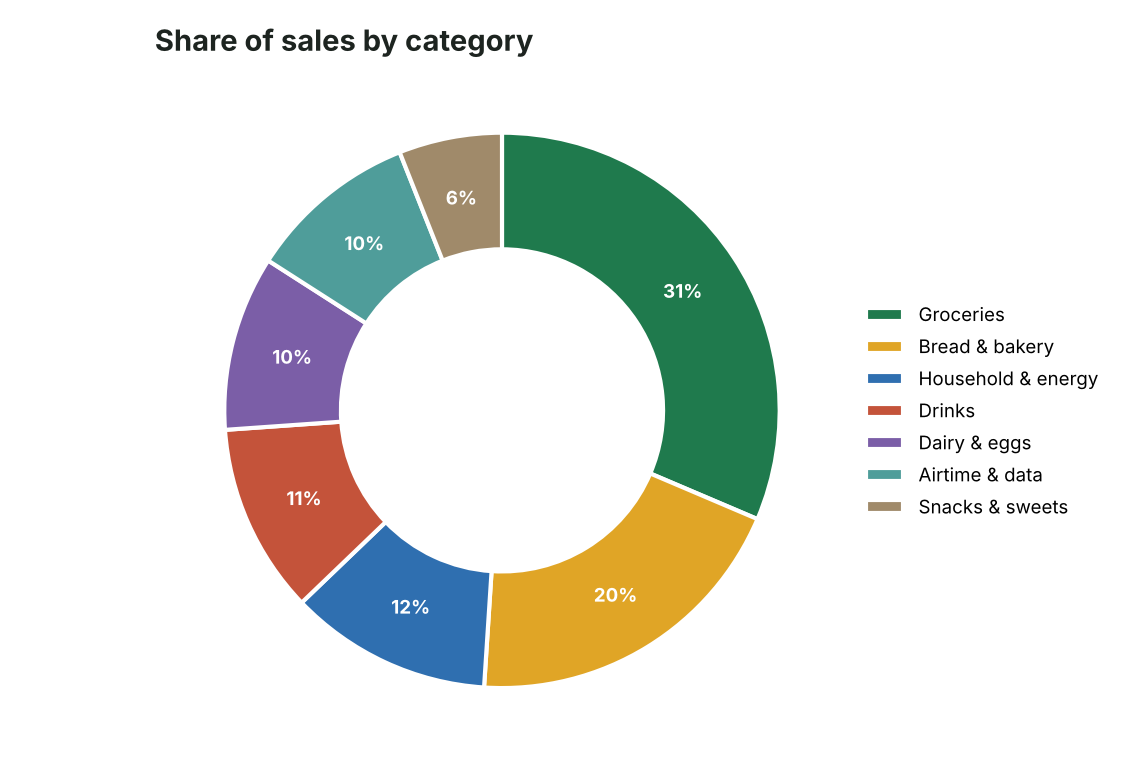 Share of sales by category
6%
10%
31%
10%
11%
20%
12%
Groceries
Bread & bakery
Household & energy
Drinks
Dairy & eggs
Airtime & data
Snacks & sweets